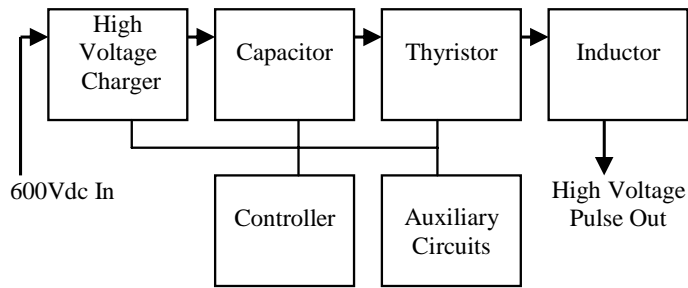 High
Voltage
Charger
Capacitor
Thyristor
Inductor
600Vdc In
Controller
Auxiliary
Circuits
High Voltage
Pulse Out